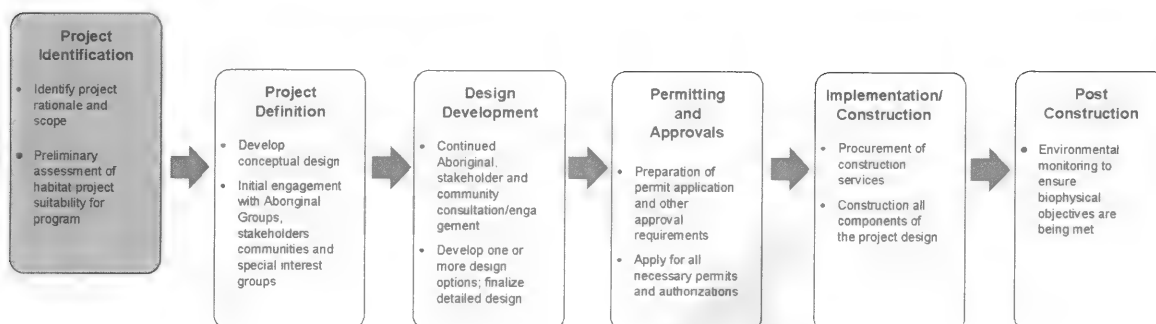 Project
Identification
• Identify project
rationale and
scope
• Preliminary
assessment of
habitat project
suitability for
program
Project
Definition
• Develop
conceptual design
• Initial engagement
with Aboriginal
Groups,
stakeholders
communities and
special interest
groups
Design
Development
• Continued
Aboriginal,
stakeholder and
community
consultation/enga
gement
• Develop one or
more design
options; finalize
detailed design
Permitting
and
Approvals
• Preparation of
permit application
and other
approval
requirements
• Apply for all
necessary permits
and authorizations
Implementation/
Construction
• Procurement of
construction
services
• Construction all
components of
the project design
Post
Construction
• Environmental
monitoring to
ensure
biophysical
objectives are
being met